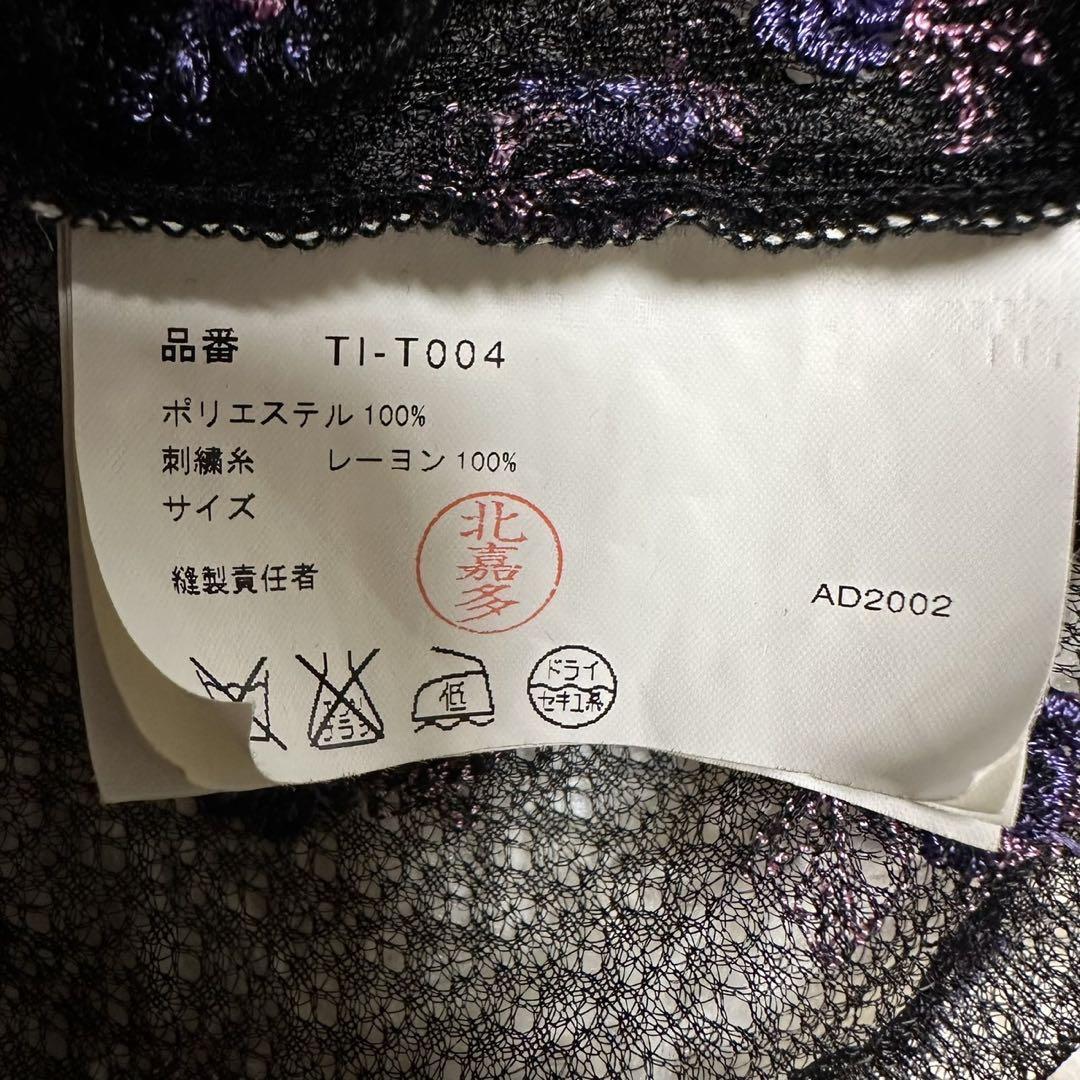 品番 TI-T004
ポリエステル 100%
刺繍糸 レーヨン 100%
サイズ
縫製責任者
北嘉多
AD2002
低
ドライ
セキユ系